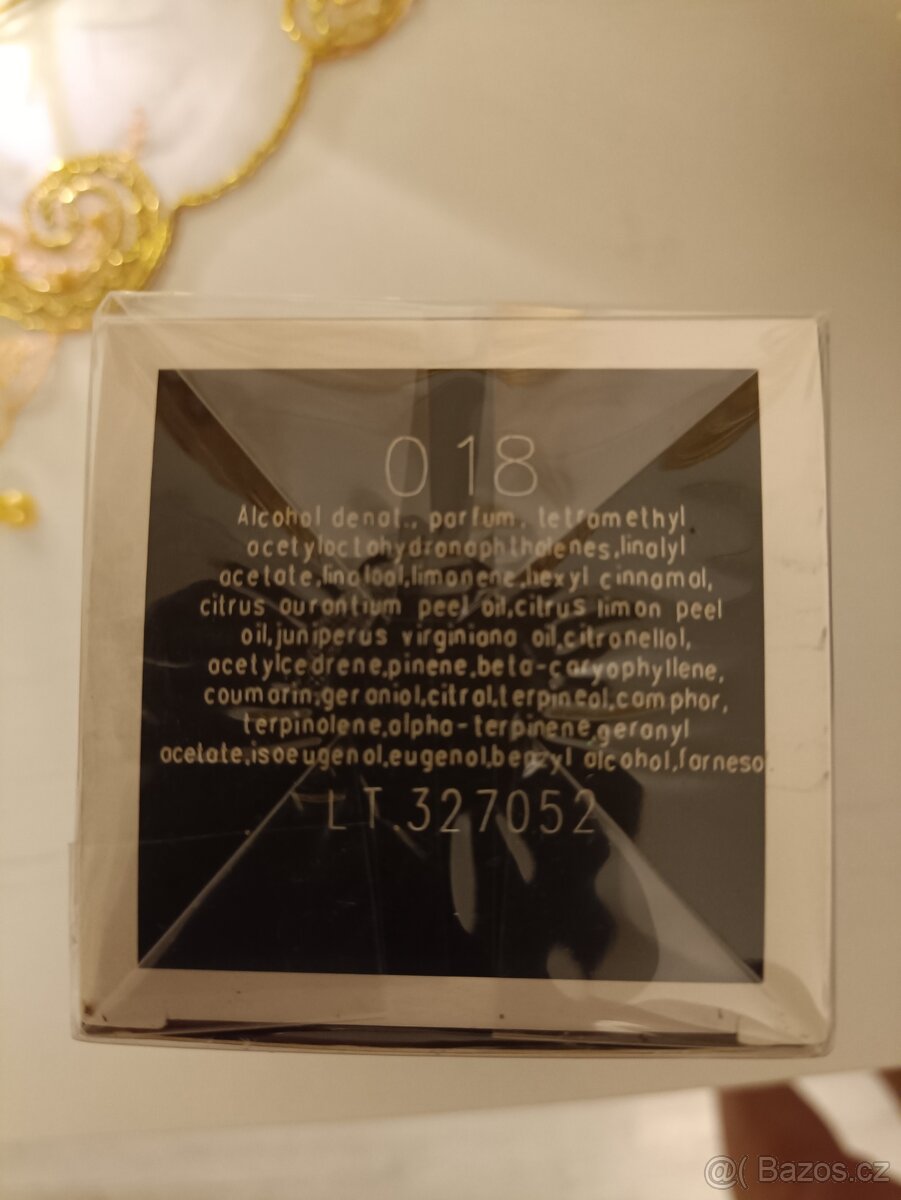 018
Alcohol denat., parfum, tetramethyl
acetyloctahydronaphthalenes,linalyl
acetate,linalool,limonene,hexyl cinnamal,
citrus aurantium peel oil,citrus limon peel
oil,juniperus virginiana oil,citronellol,
acetylcedrene,pinene,beta-caryophyllene,
coumarin,geraniol,citral,terpineol,camphor,
terpinolene,alpha-terpinene,geranyl
acetate,isoeugenol,eugenol,benzyl alcohol,farnesol
LT.327052
@( Bazos.cz